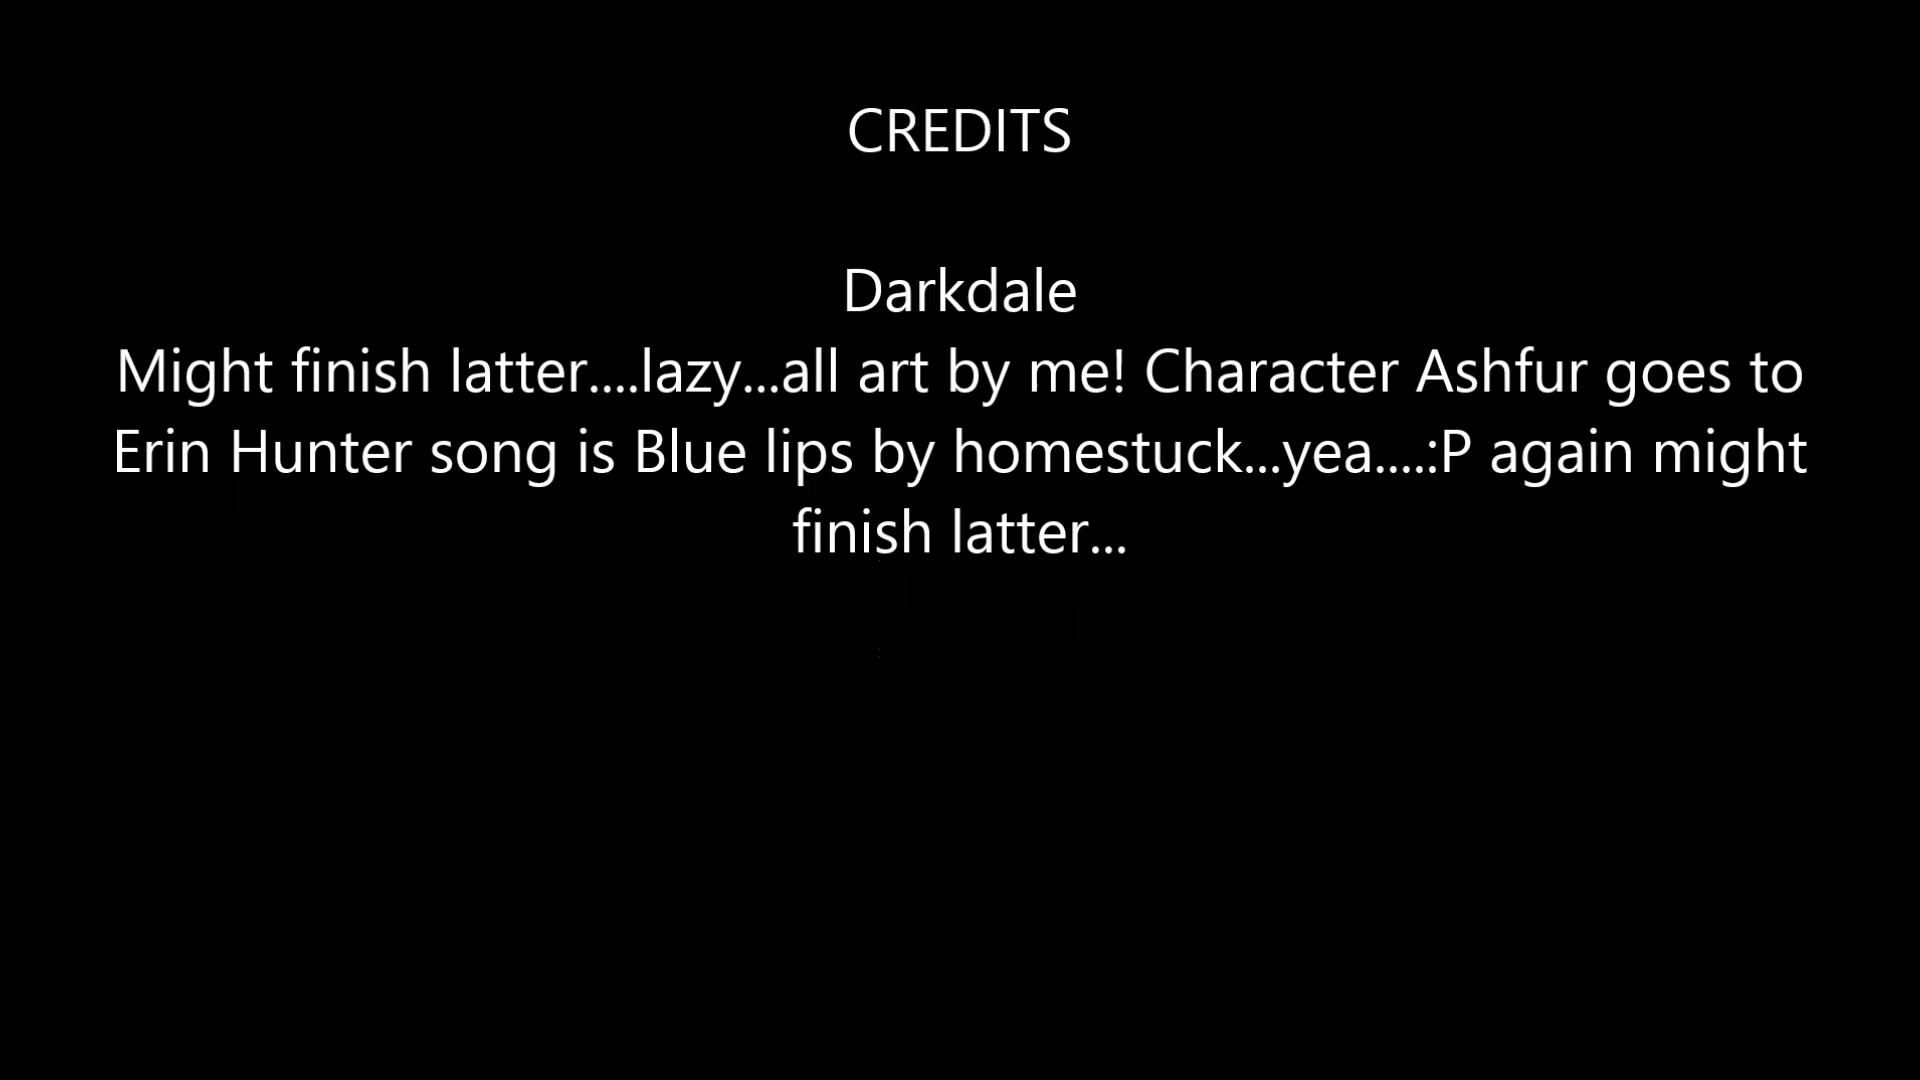 CREDITS
Darkdale
Might finish latter....lazy...all art by me! Character Ashfur goes to
Erin Hunter song is Blue lips by homestuck...yea....:P again might
finish latter...